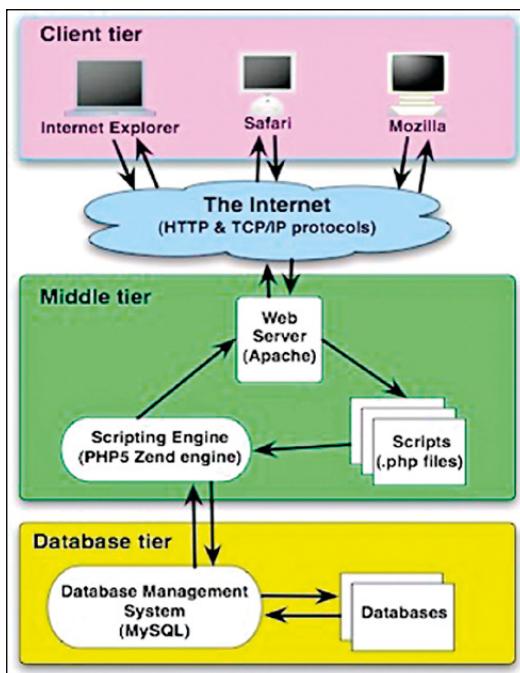 Client tier
Internet Explorer
Safari
Mozilla
The Internet
(HTTP & TCP/IP protocols)
Middle tier
Web
Server
(Apache)
Scripting Engine
(PHP5 Zend engine)
Scripts
(.php files)
Database tier
Database Management
System
(MySQL)
Databases